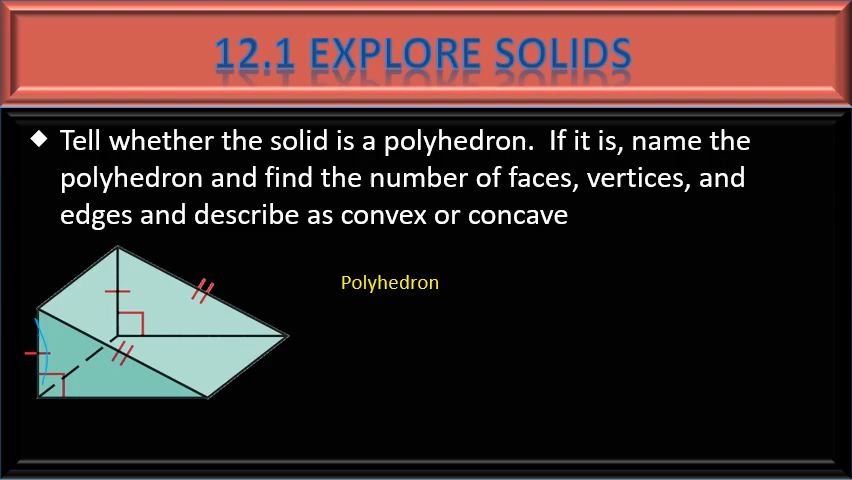 12.1 EXPLORE SOLIDS
Tell whether the solid is a polyhedron. If it is, name the
polyhedron and find the number of faces, vertices, and
edges and describe as convex or concave
Polyhedron